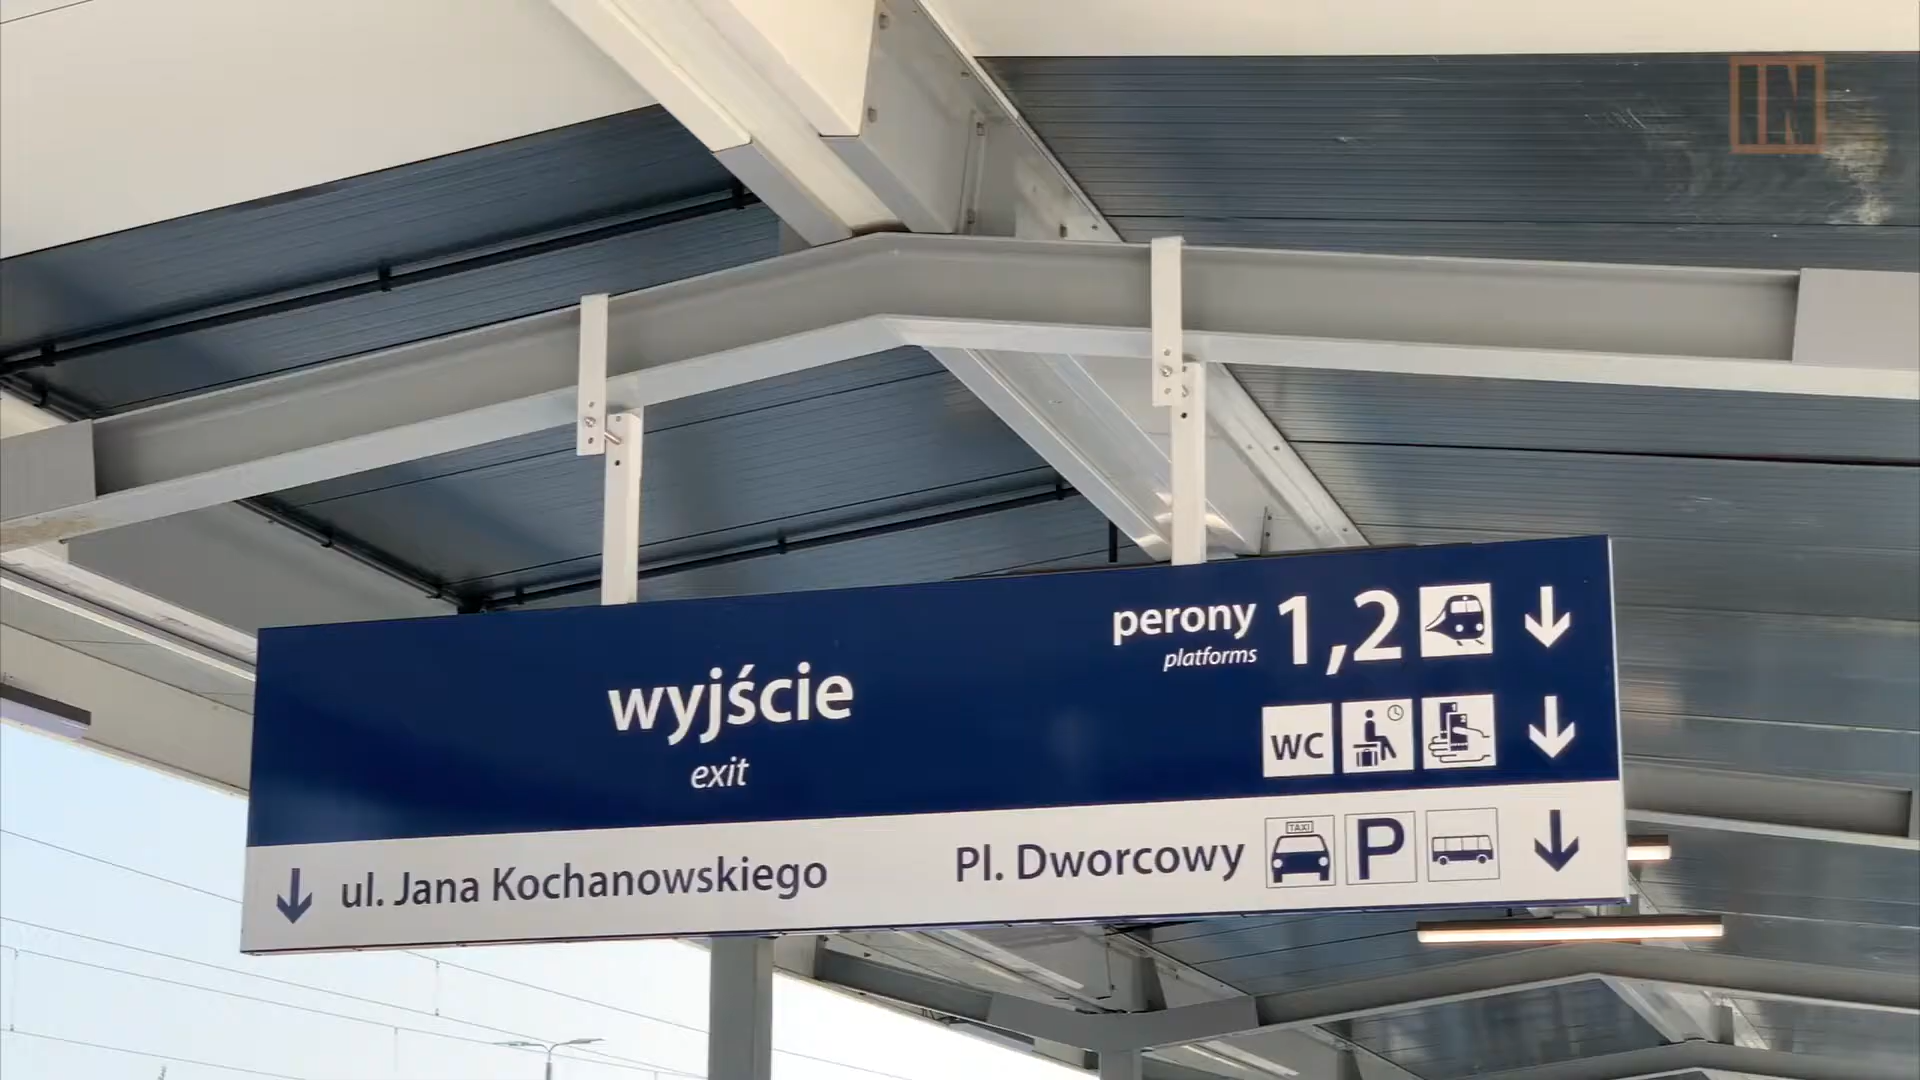 IN
perony 1,2
platforms
wyjście
exit
WC
TAXI
ul. Jana Kochanowskiego
Pl. Dworcowy
P